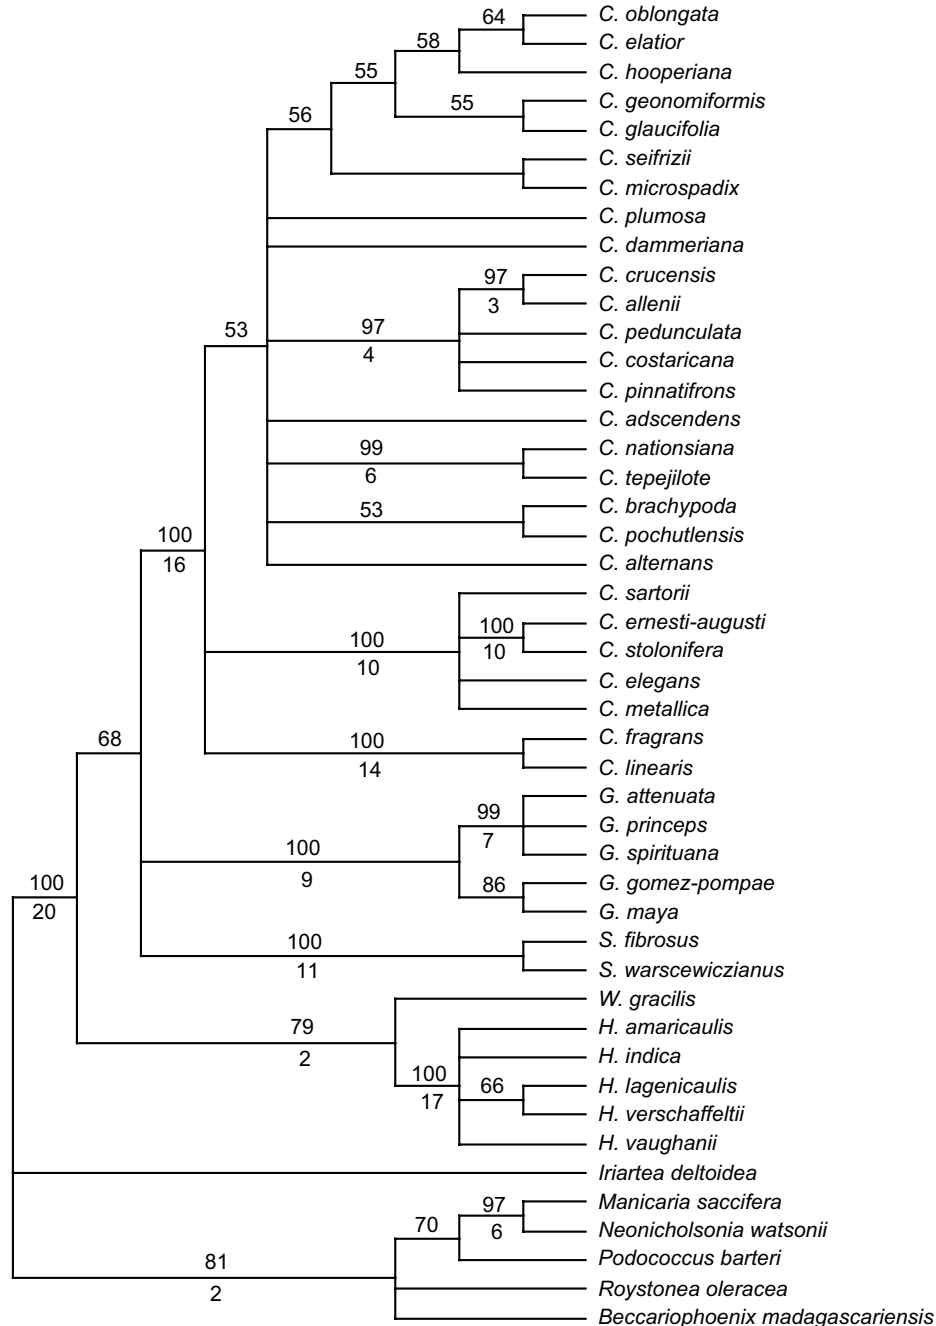 64
C. oblongata
C. elatior
58
C. hooperiana
55
C. geonomiformis
55
C. glaucifolia
56
C. seifrizii
C. microspadix
C. plumosa
C. dammeriana
C. crucensis
97
C. allenii
3
C. pedunculata
97
4
53
C. costaricana
C. pinnatifrons
C. adscendens
C. nationsiana
99
6
C. tepejilote
C. brachypoda
53
C. pochutlensis
100
16
C. alternans
C. sartorii
C. ernesti-augusti
100
10
C. stolonifera
100
10
C. elegans
C. metallica
C. fragrans
100
14
C. linearis
68
G. attenuata
99
7
G. princeps
G. spirituana
100
9
G. gomez-pompae
86
G. maya
100
20
S. fibrosus
100
11
S. warscewiczianus
W. gracilis
79
2
H. amaricaulis
H. indica
100
17
H. lagenicaulis
66
H. verschaffeltii
H. vaughanii
Iriartea deltoidea
Manicaria saccifera
97
6
Neonicholsonia watsonii
70
Podococcus barteri
81
2
Roystonea oleracea
Beccariophoenix madagascariensis